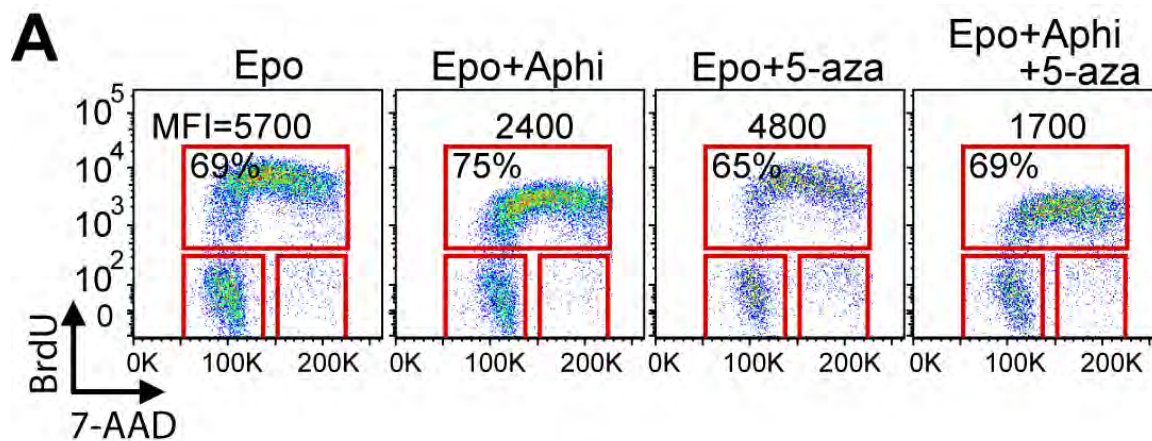 A
Epo
Epo+Aphi
Epo+5-aza
Epo+Aphi
+5-aza
MFI=5700
2400
4800
1700
69%
75%
65%
69%
10^5
10^4
10^3
10^2
0
0K 100K 200K
0K 100K 200K
0K 100K 200K
0K 100K 200K
BrdU
7-AAD